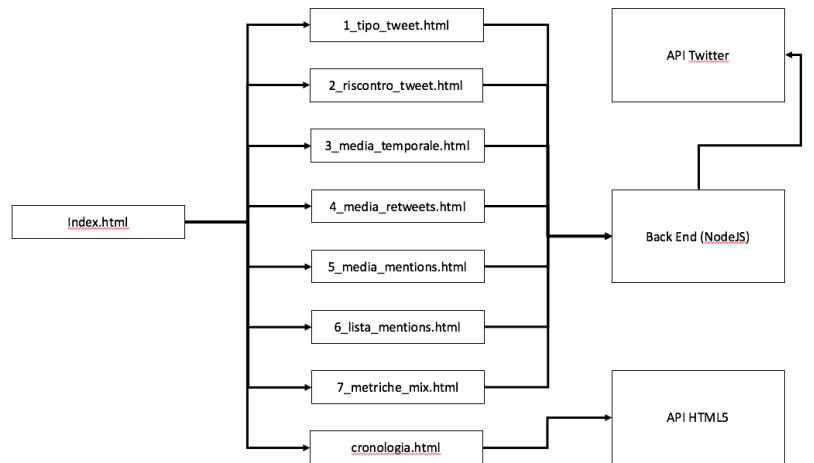 1_tipo_tweet.html
2_riscontro_tweet.html
3_media_temporale.html
4_media_retweets.html
5_media_mentions.html
6_lista_mentions.html
7_metriche_mix.html
cronologia.html
Index.html
API Twitter
Back End (NodeJS)
API HTML5